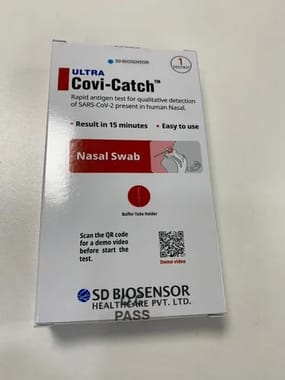 SD BIOSENSOR
1
ULTRA
Covi-Catch™
Rapid antigen test for qualitative detection
of SARS-CoV-2 present in human Nasal.
• Result in 15 minutes • Easy to use
Nasal Swab
Buffer Tube Holder
Scan the QR code
for a demo video
before start the
test.
Demo video
SD BIOSENSOR
HEALTHCARE PVT. LTD.
PASS